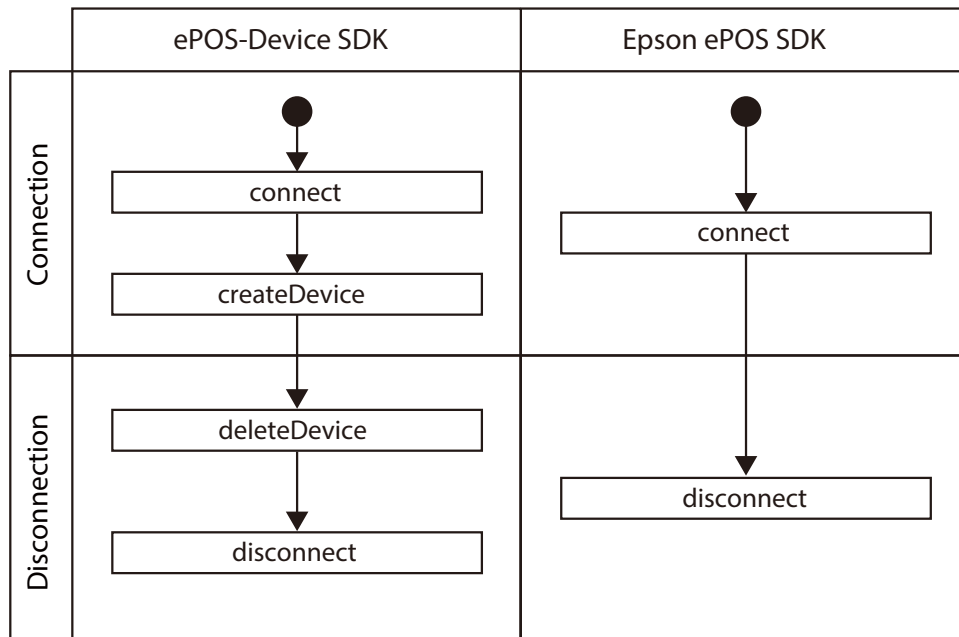 ePOS-Device SDK
Epson ePOS SDK
Connection
connect
createDevice
connect
Disconnection
deleteDevice
disconnect
disconnect